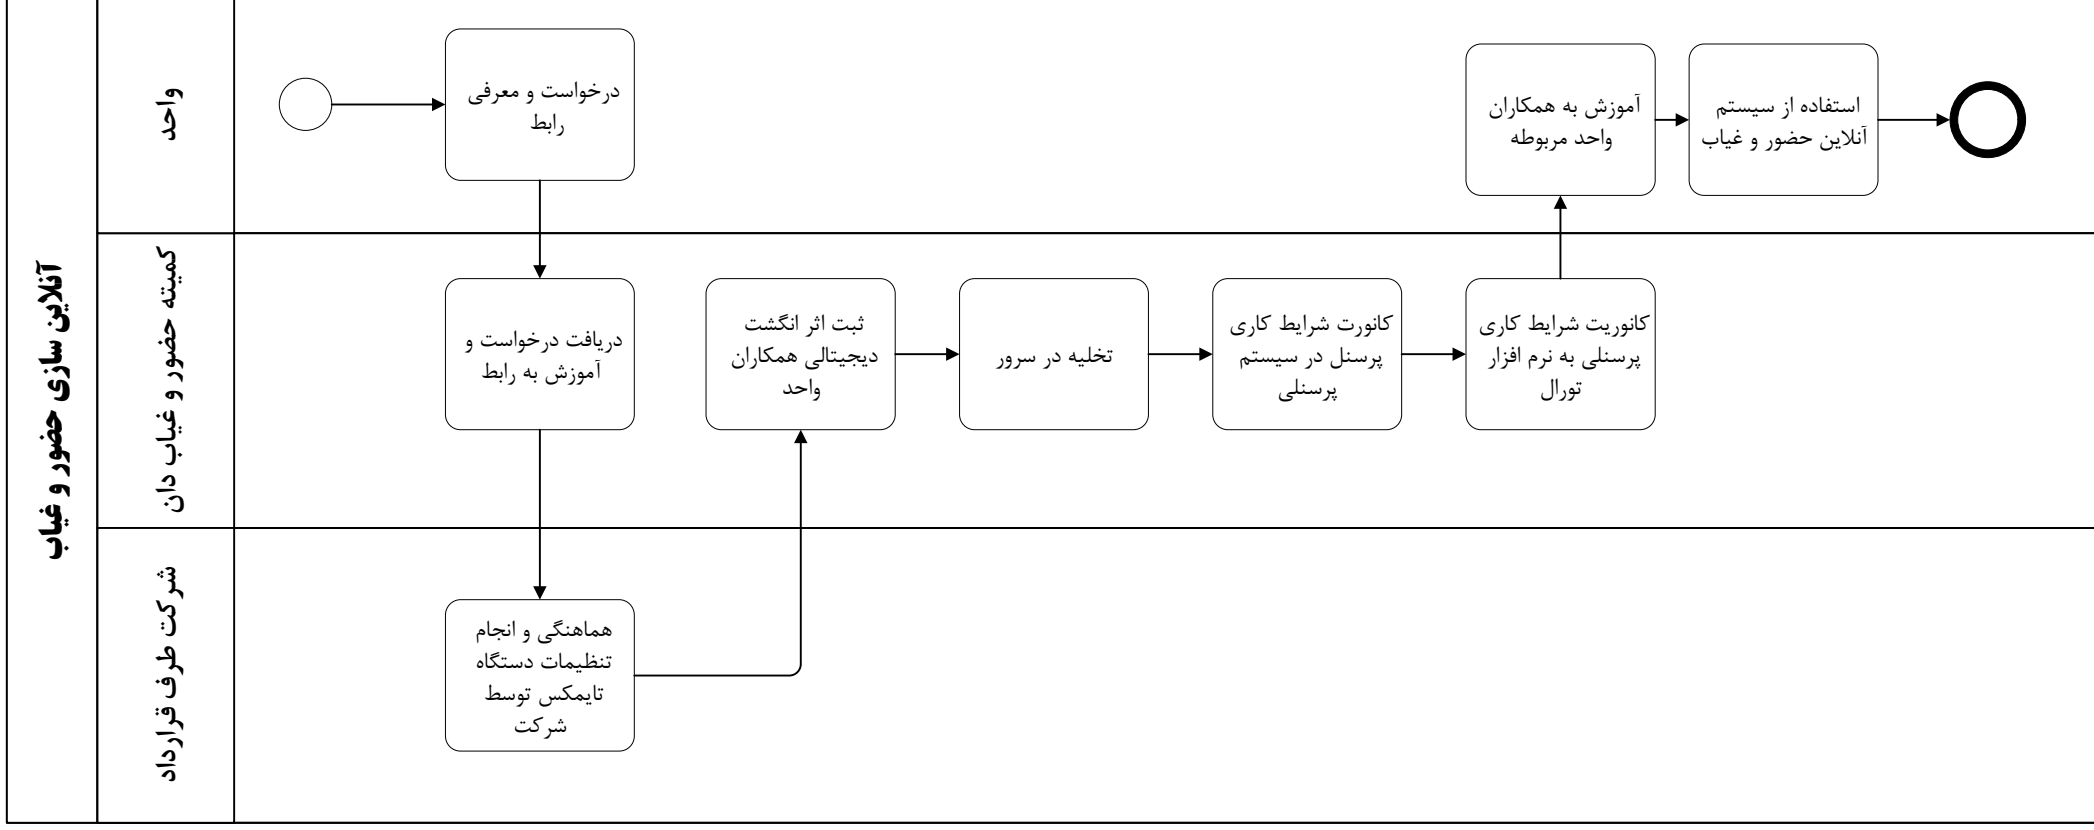 آنلاین سازی حضور و غیاب
واحد
درخواست و معرفی
رابط
آموزش به همکاران
واحد مربوطه
استفاده از سیستم
آنلاین حضور و غیاب
کمیته حضور و غیاب دان
دریافت درخواست و
آموزش به رابط
ثبت اثر انگشت
دیجیتالی همکاران
واحد
تخلیه در سرور
کانورت شرایط کاری
پرسنل در سیستم
پرسنلی
کانوریت شرایط کاری
پرسنلی به نرم افزار
تورال
شرکت طرف قرارداد
هماهنگی و انجام
تنظیمات دستگاه
تایمکس توسط
شرکت